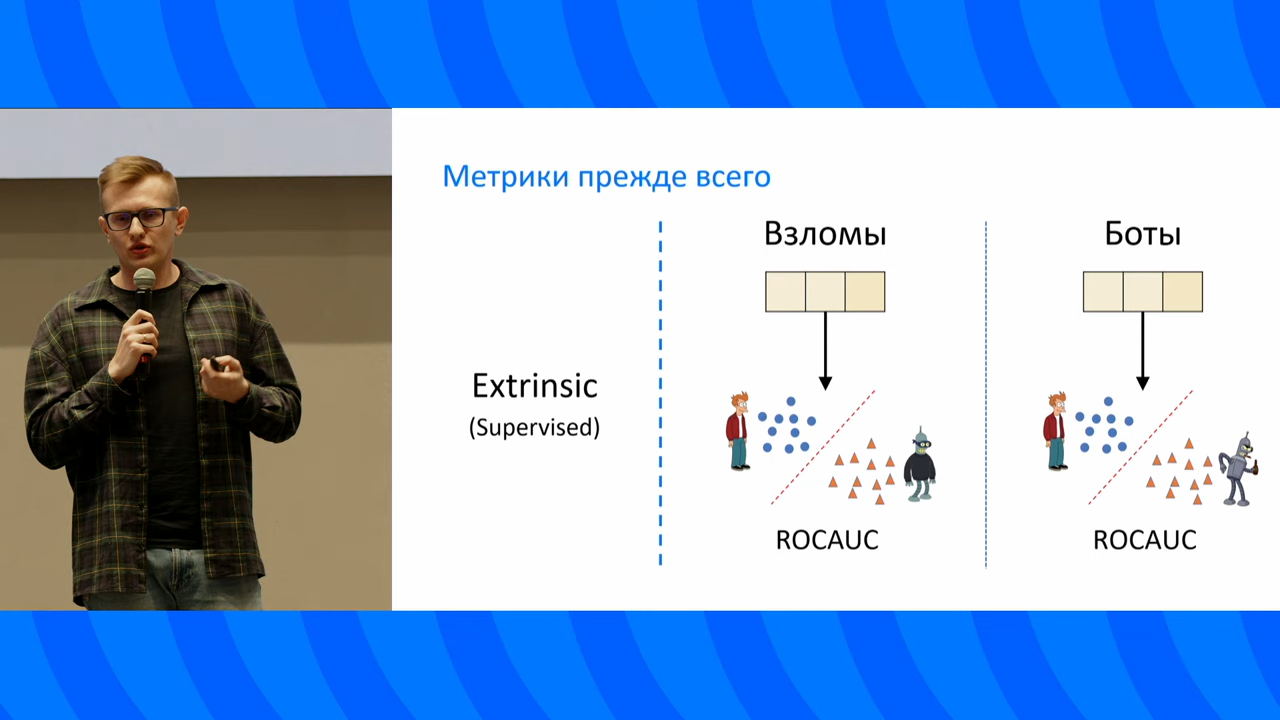 Метрики прежде всего
Взломы
Боты
Extrinsic
(Supervised)
ROCAUC
ROCAUC